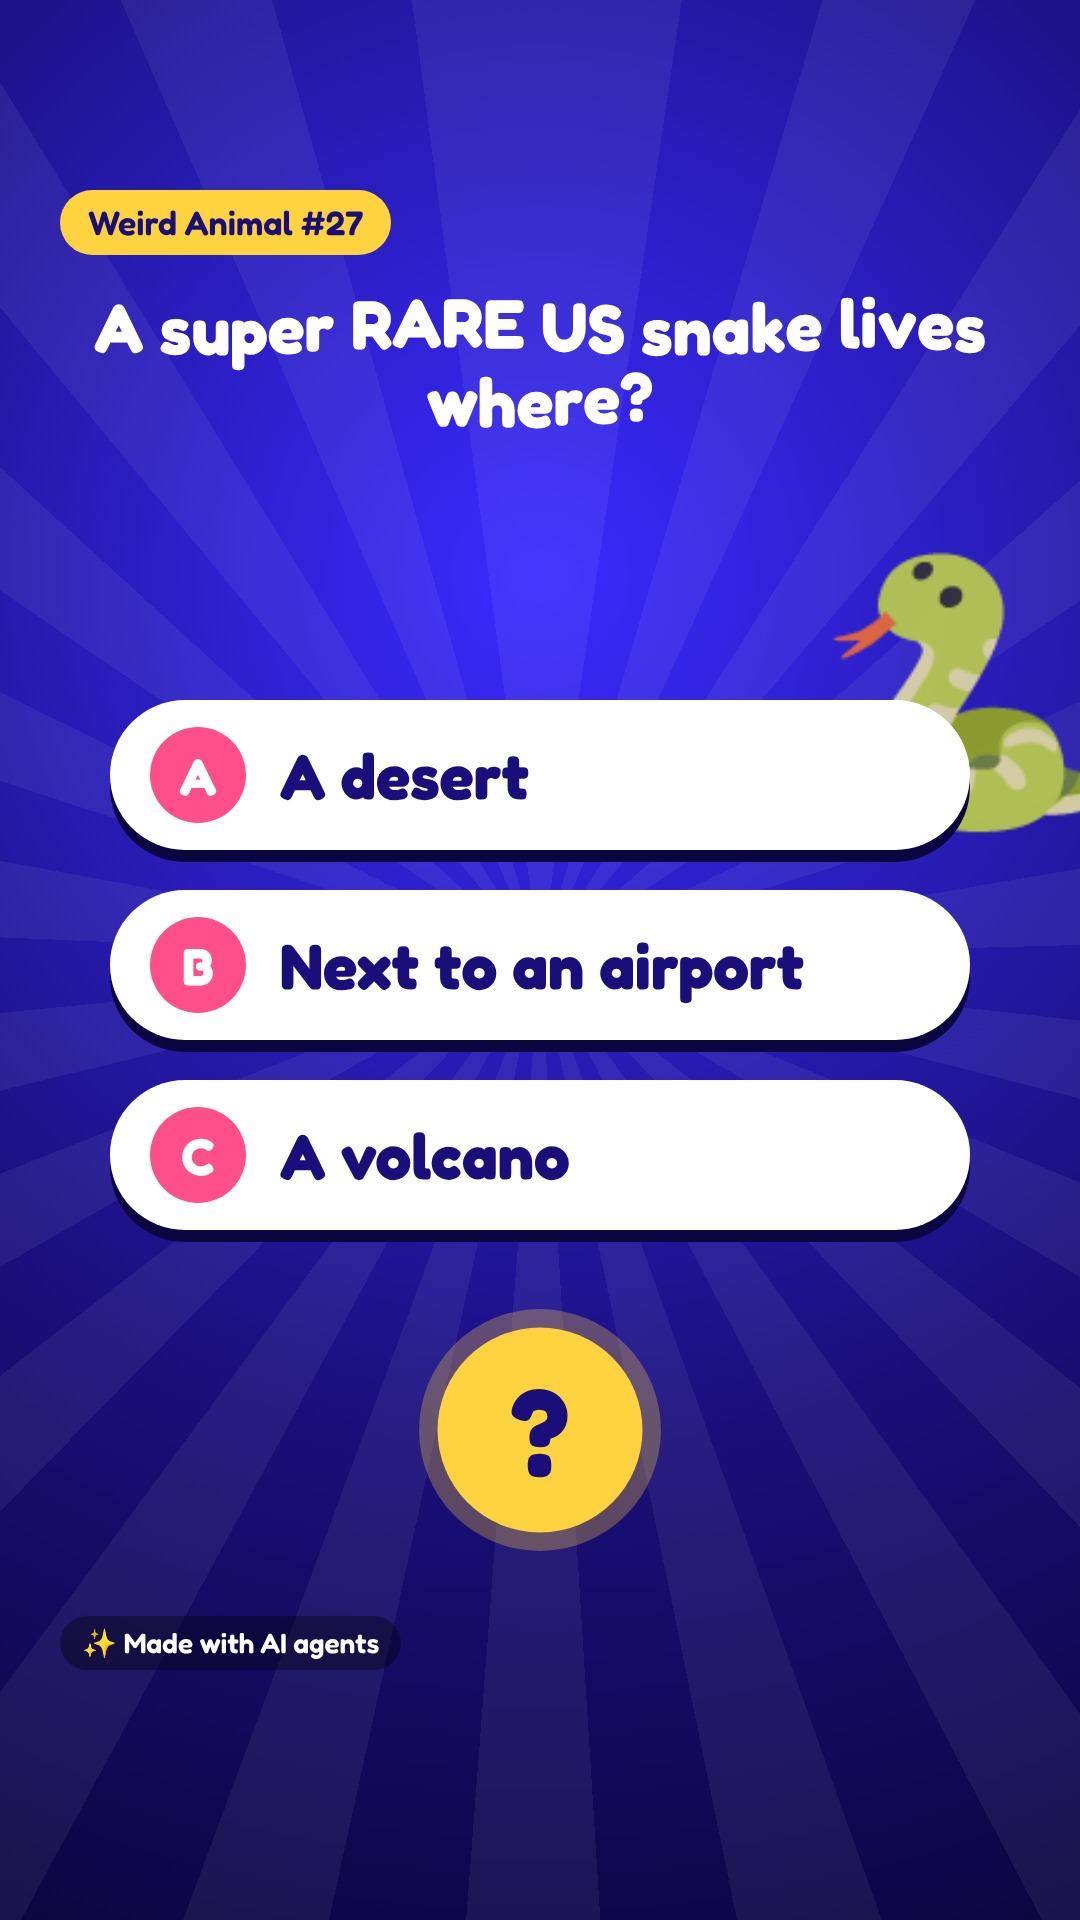 Weird Animal #27
A super RARE US snake lives
where?
A A desert
B Next to an airport
C A volcano
?
✨ Made with AI agents